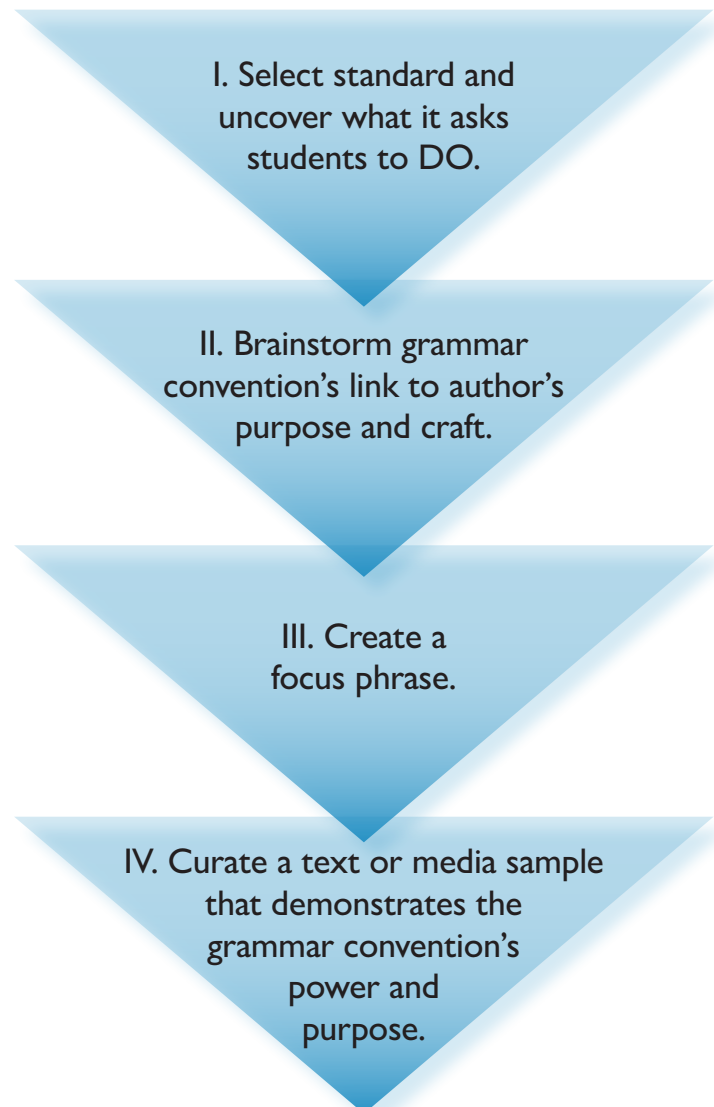 I. Select standard and
uncover what it asks
students to DO.
II. Brainstorm grammar
convention’s link to author’s
purpose and craft.
III. Create a
focus phrase.
IV. Curate a text or media sample
that demonstrates the
grammar convention’s
power and
purpose.